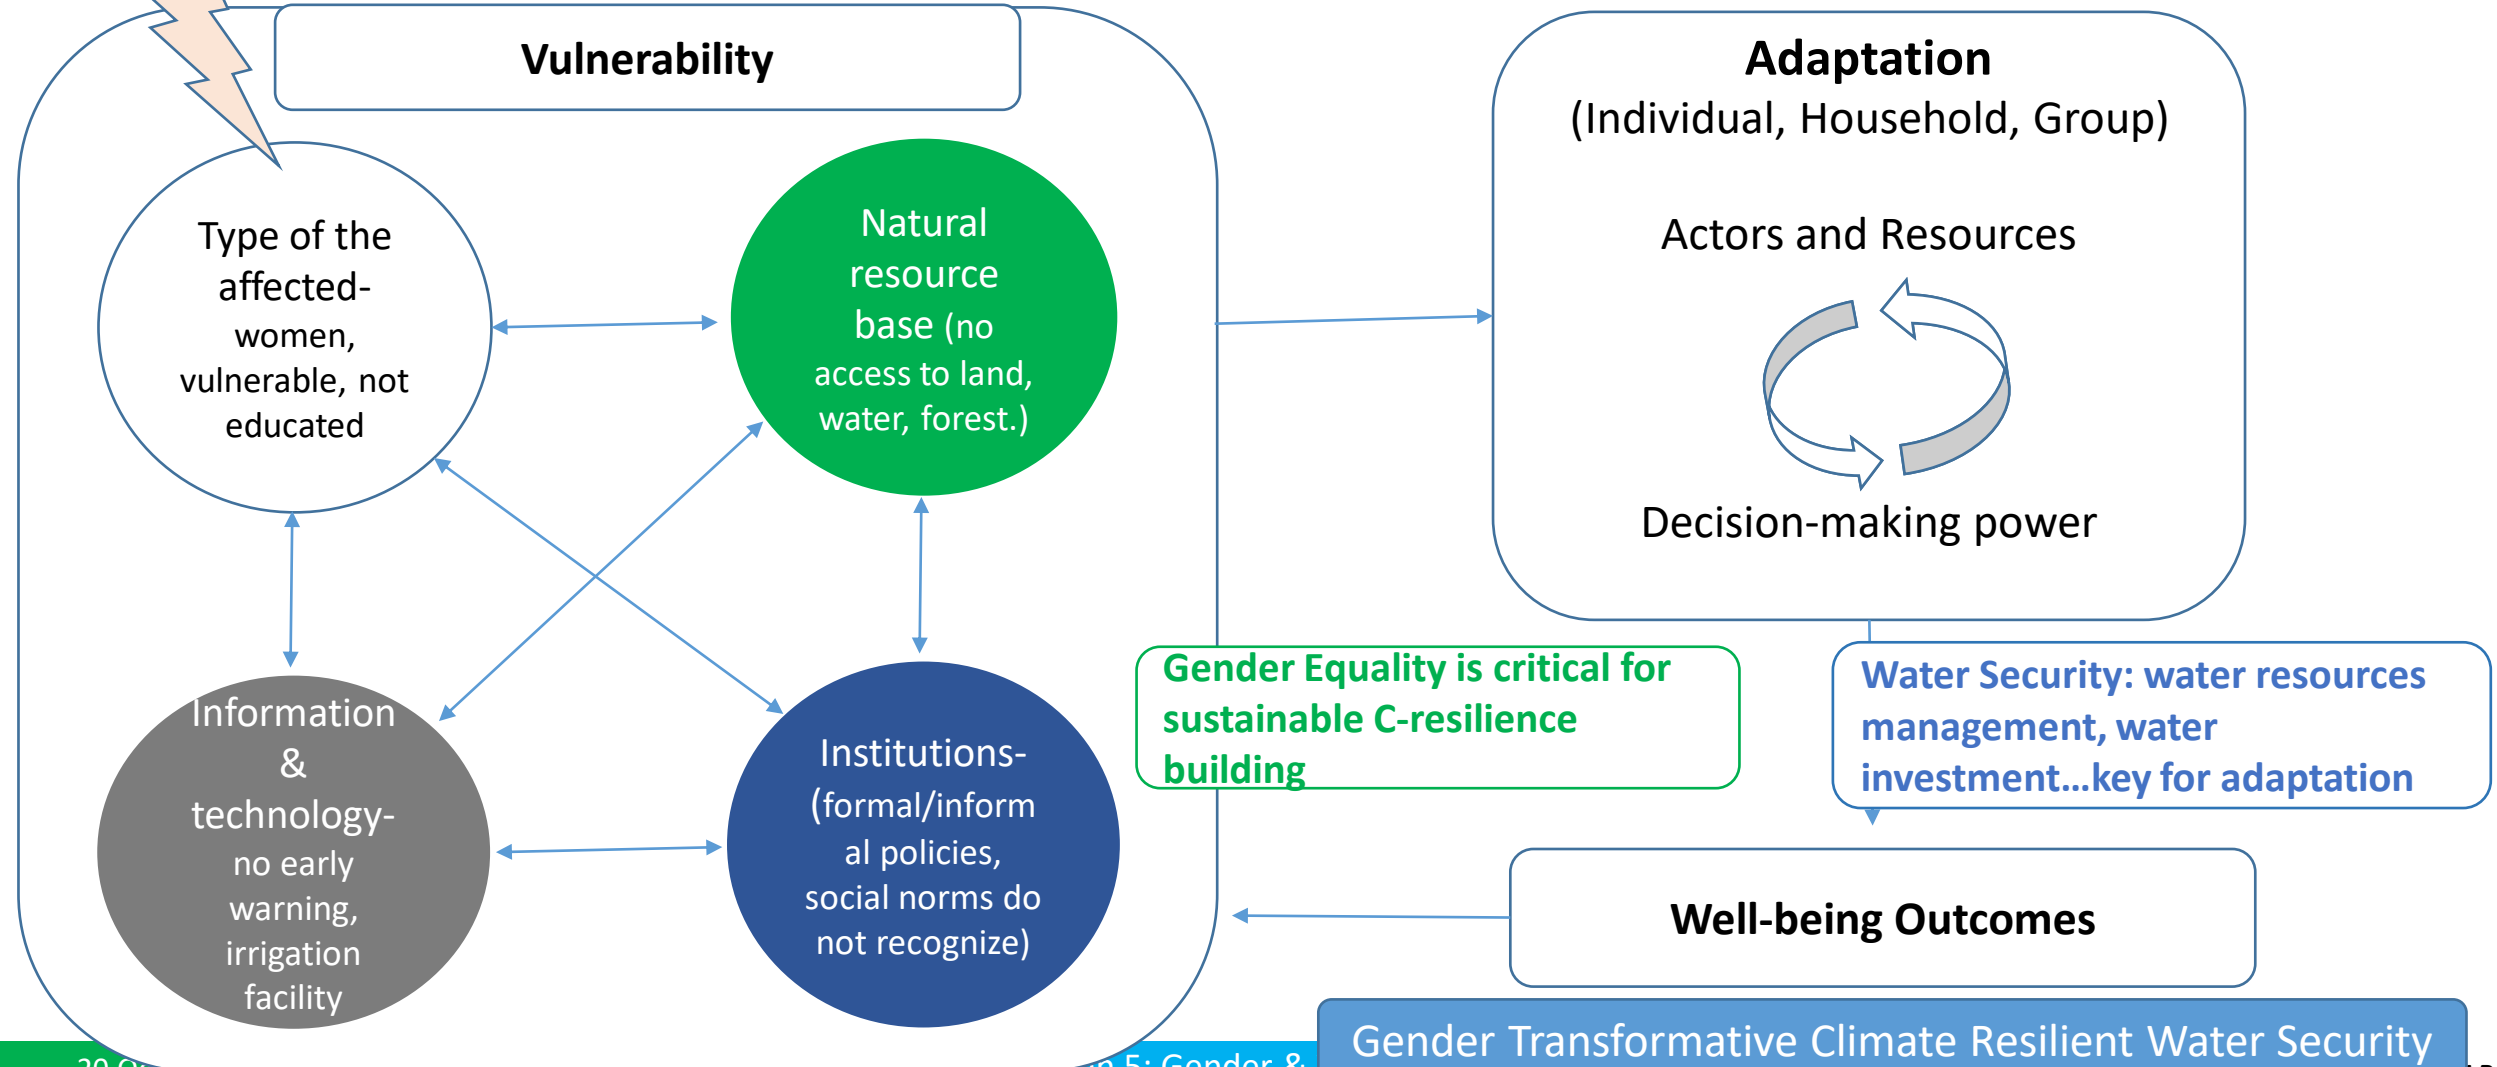 Vulnerability
Type of the
affected-
women,
vulnerable, not
educated
Natural
resource
base (no
access to land,
water, forest.)
Information
&
technology-
no early
warning,
irrigation
facility
Institutions-
(formal/inform
al policies,
social norms do
not recognize)
Adaptation
(Individual, Household, Group)
Actors and Resources
Decision-making power
Gender Equality is critical for
sustainable C-resilience
building
Water Security: water resources
management, water
investment...key for adaptation
Well-being Outcomes
Gender Transformative Climate Resilient Water Security
5: Gender &